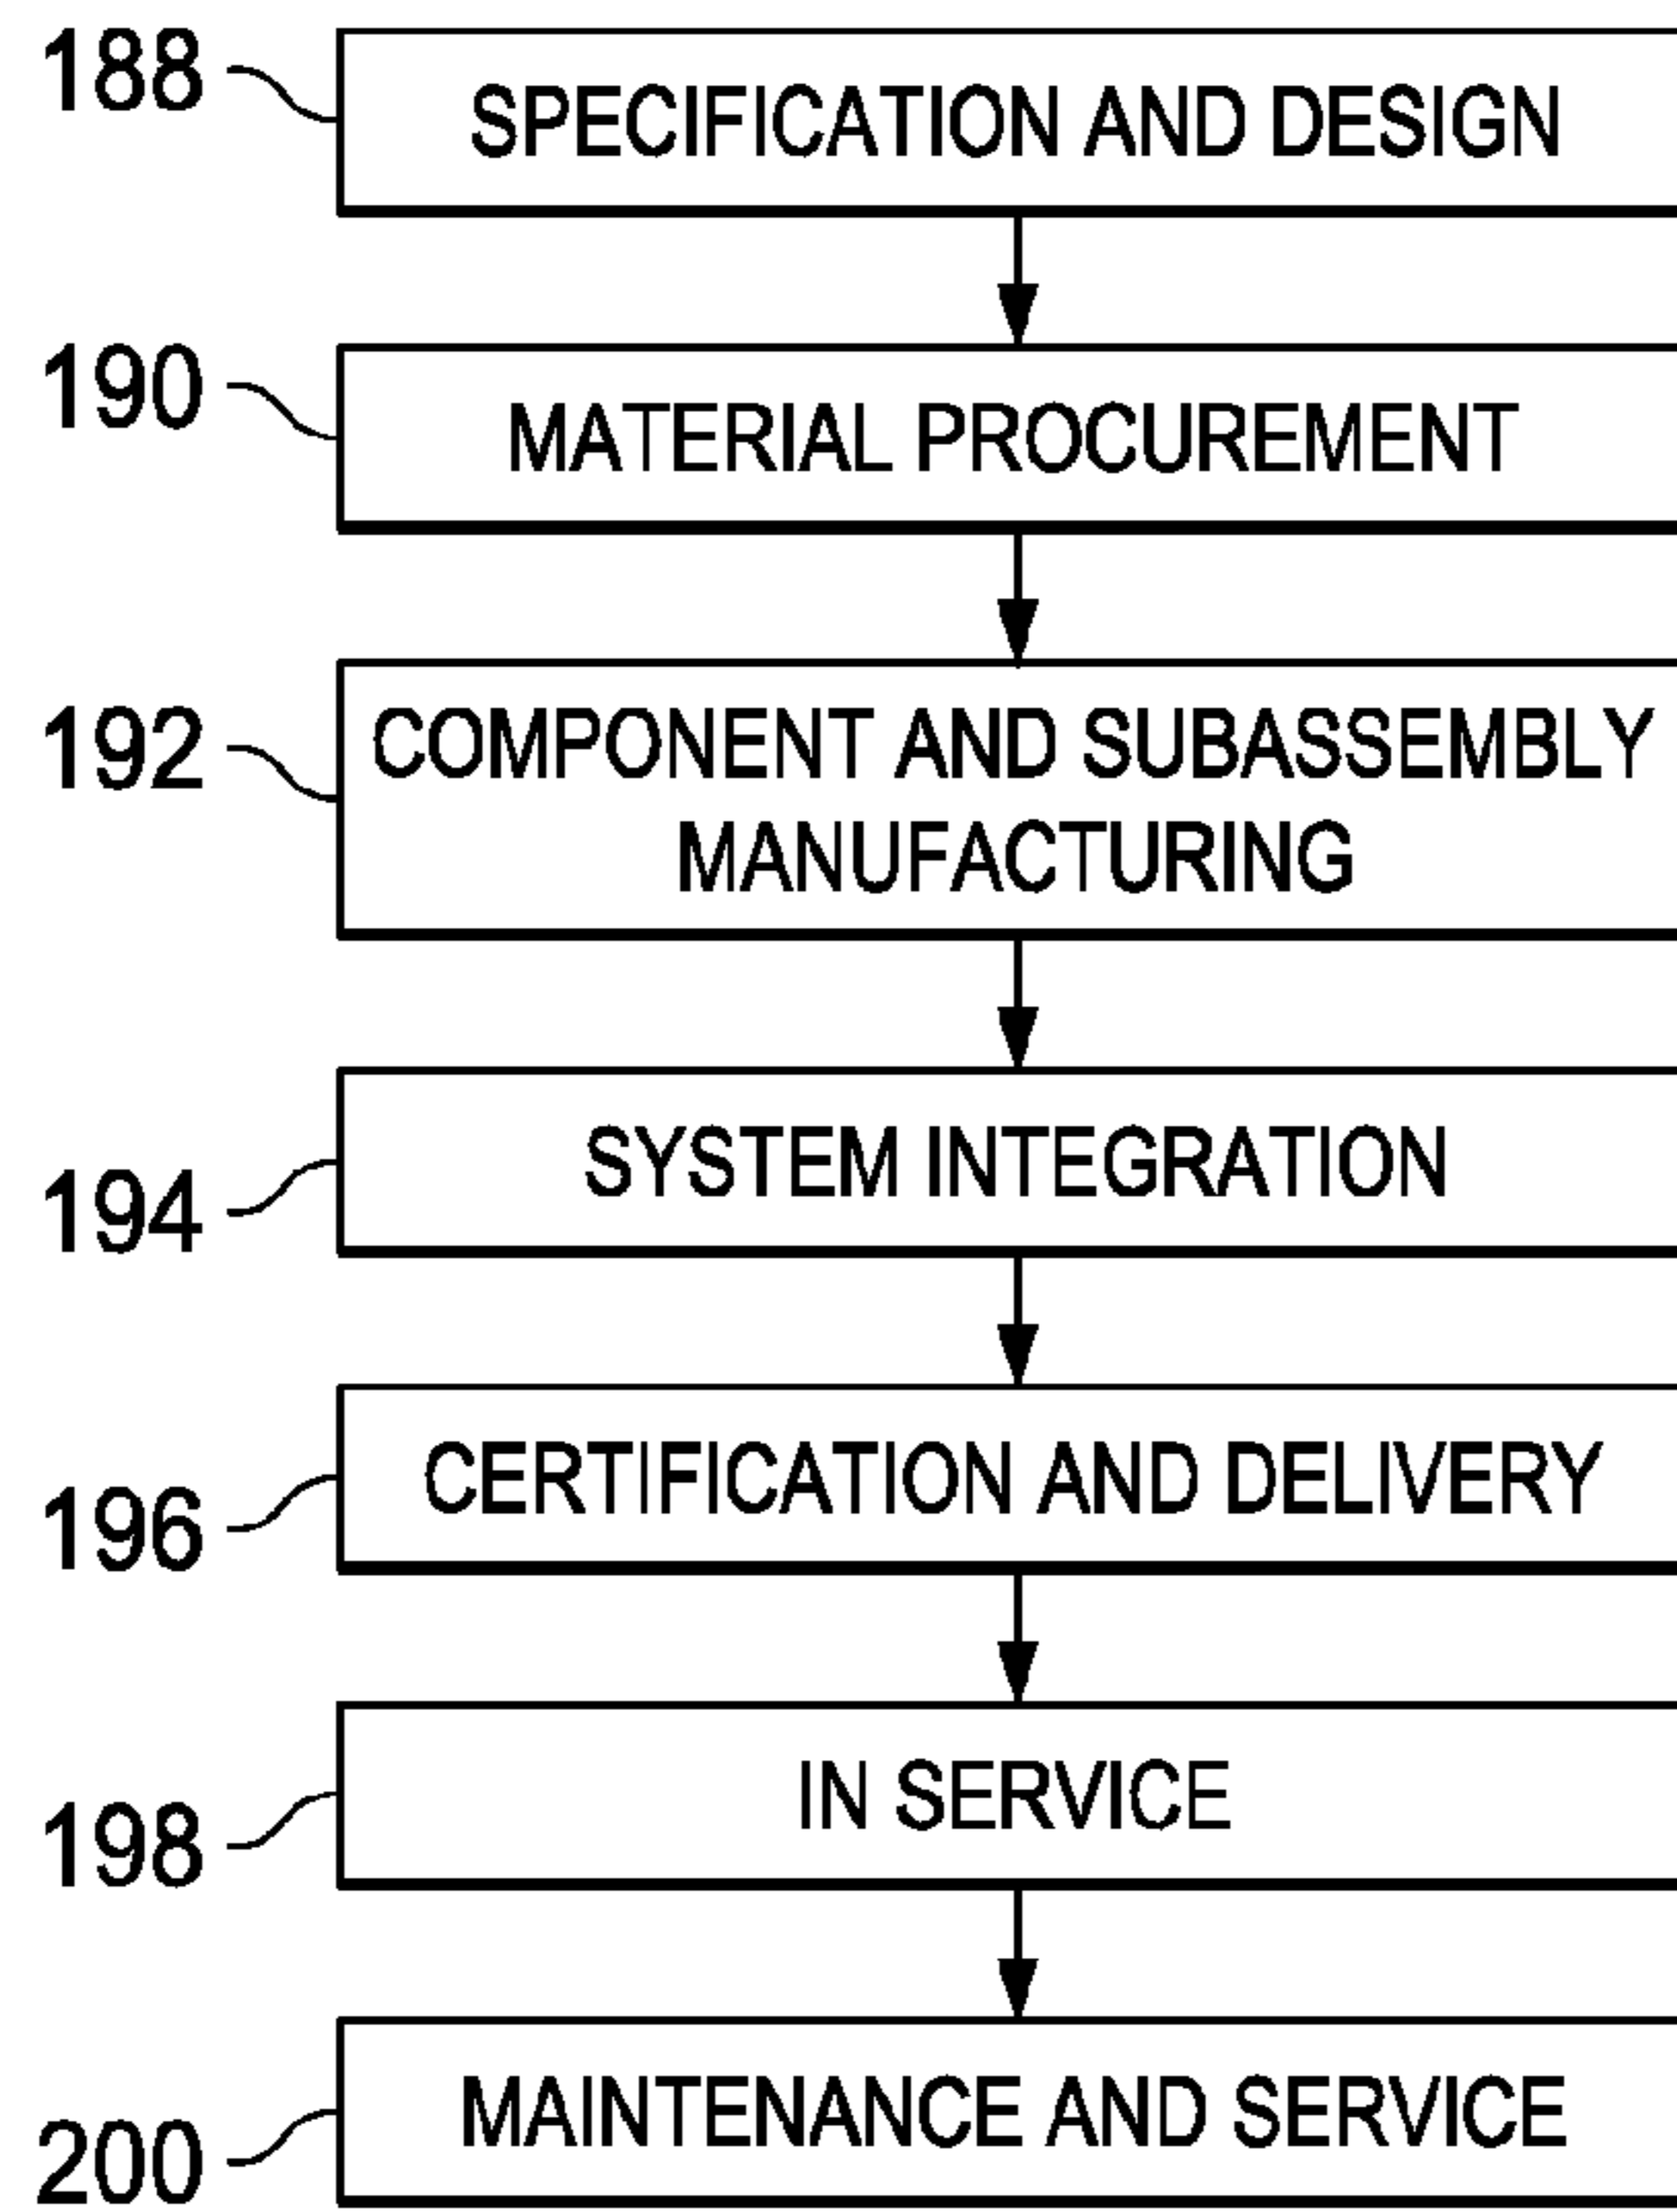 188
SPECIFICATION AND DESIGN
190
MATERIAL PROCUREMENT
192
COMPONENT AND SUBASSEMBLY
MANUFACTURING
194
SYSTEM INTEGRATION
196
CERTIFICATION AND DELIVERY
198
IN SERVICE
200
MAINTENANCE AND SERVICE